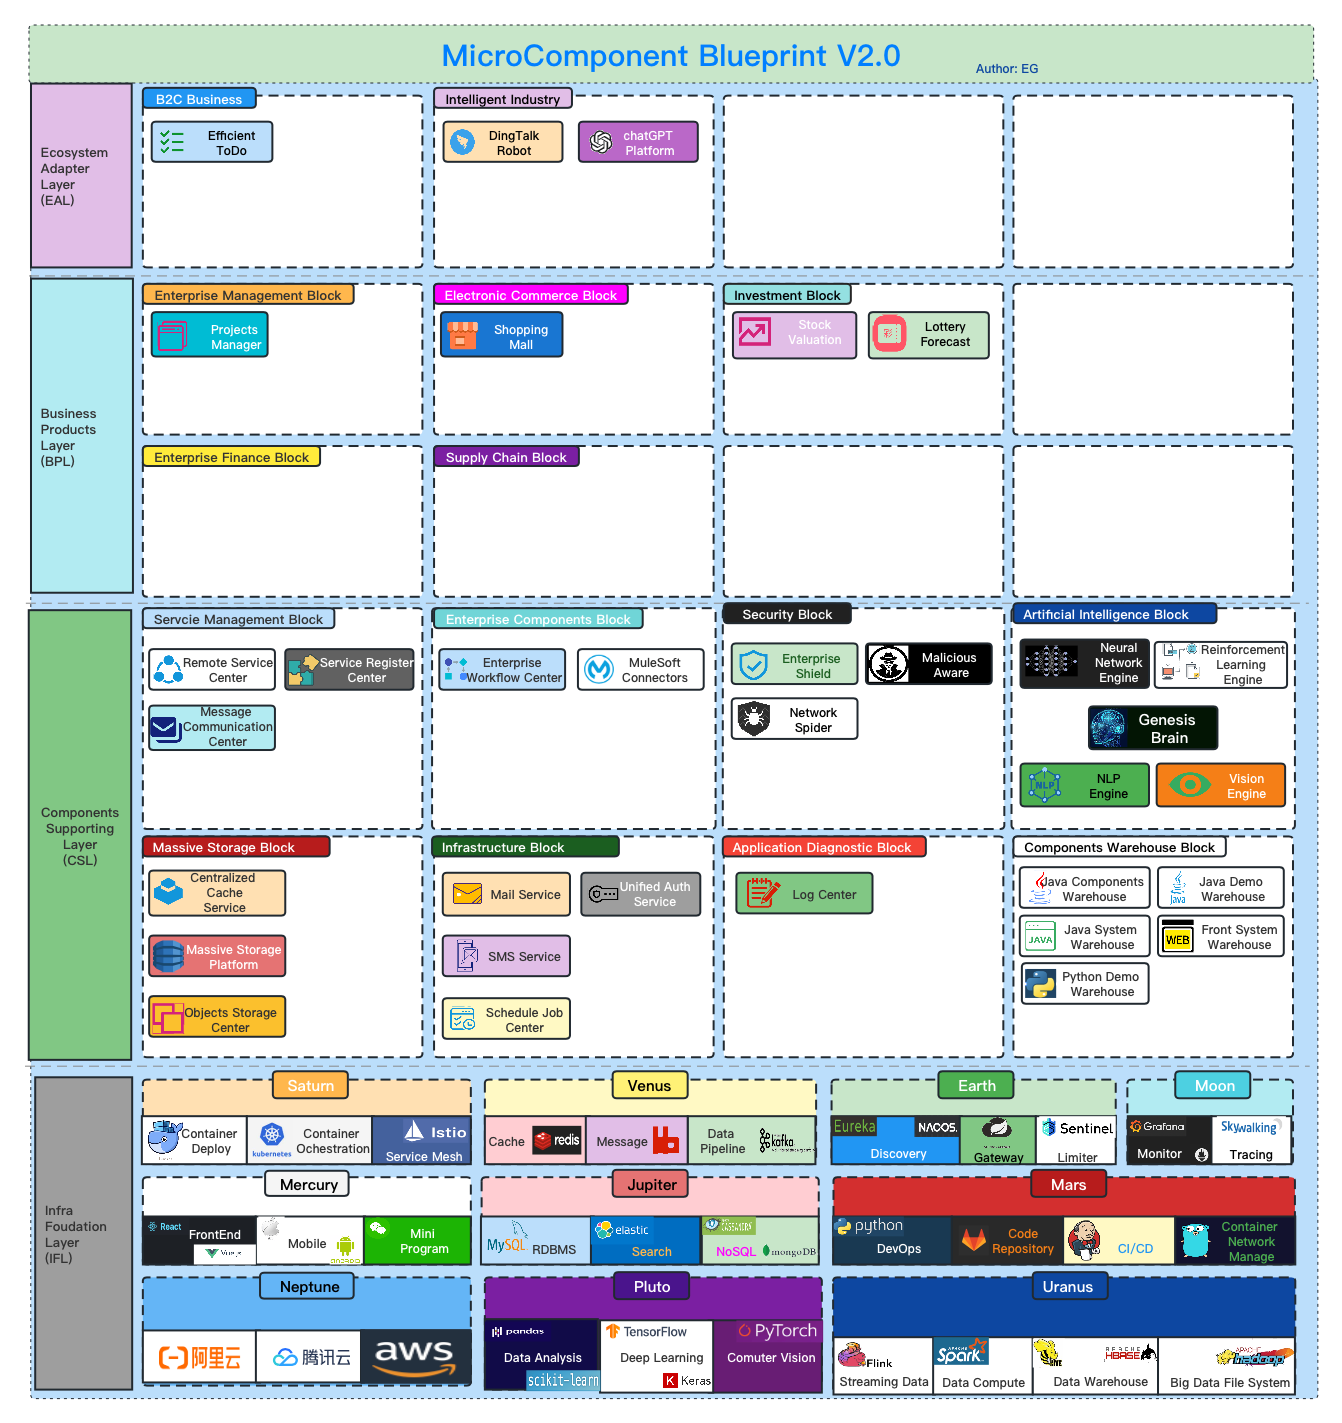 MicroComponent Blueprint V2.0
Author: EG
Ecosystem
Adapter
Layer
(EAL)
B2C Business
Efficient
ToDo
Intelligent Industry
DingTalk
Robot
chatGPT
Platform
Business
Products
Layer
(BPL)
Enterprise Management Block
Projects
Manager
Electronic Commerce Block
Shopping
Mall
Investment Block
Stock
Valuation
Lottery
Forecast
Enterprise Finance Block
Supply Chain Block
Components
Supporting
Layer
(CSL)
Servcie Management Block
Remote Service
Center
Service Register
Center
Message
Communication
Center
Enterprise Components Block
Enterprise
Workflow Center
MuleSoft
Connectors
Security Block
Enterprise
Shield
Malicious
Aware
Network
Spider
Artificial Intelligence Block
Neural
Network
Engine
Reinforcement
Learning
Engine
Genesis
Brain
NLP
NLP
Engine
Vision
Engine
Massive Storage Block
Centralized
Cache
Service
Massive Storage
Platform
Objects Storage
Center
Infrastructure Block
Mail Service
Unified Auth
Service
SMS Service
Schedule Job
Center
Application Diagnostic Block
Log Center
Components Warehouse Block
Java Components
Warehouse
Java
Java Demo
Warehouse
JAVA
Java System
Warehouse
WEB
Front System
Warehouse
Python Demo
Warehouse
Infra
Foudation
Layer
(IFL)
Saturn
Container
Deploy
kubernetes
Container
Ochestration
Istio
Service Mesh
Venus
Cache
redis
Message
Data
Pipeline
kafka
Earth
Eureka
NACOS.
Discovery
Gateway
Sentinel
Limiter
Moon
Grafana
Monitor
Skywalking
Tracing
Mercury
React
FrontEnd
Vue.js
Mobile
ANDROID
Mini
Program
Jupiter
MySQL
RDBMS
elastic
Search
cassandra
NoSQL
mongoDB
Mars
python
DevOps
Code
Repository
CI/CD
Container
Network
Manage
Neptune
阿里云
腾讯云
aws
Pluto
pandas
Data Analysis
scikit-learn
TensorFlow
Deep Learning
Keras
PyTorch
Comuter Vision
Uranus
Flink
Streaming Data
APACHE
Spark
Data Compute
HIVE
APACHE
HBASE
Data Warehouse
APACHE
hadoop
Big Data File System